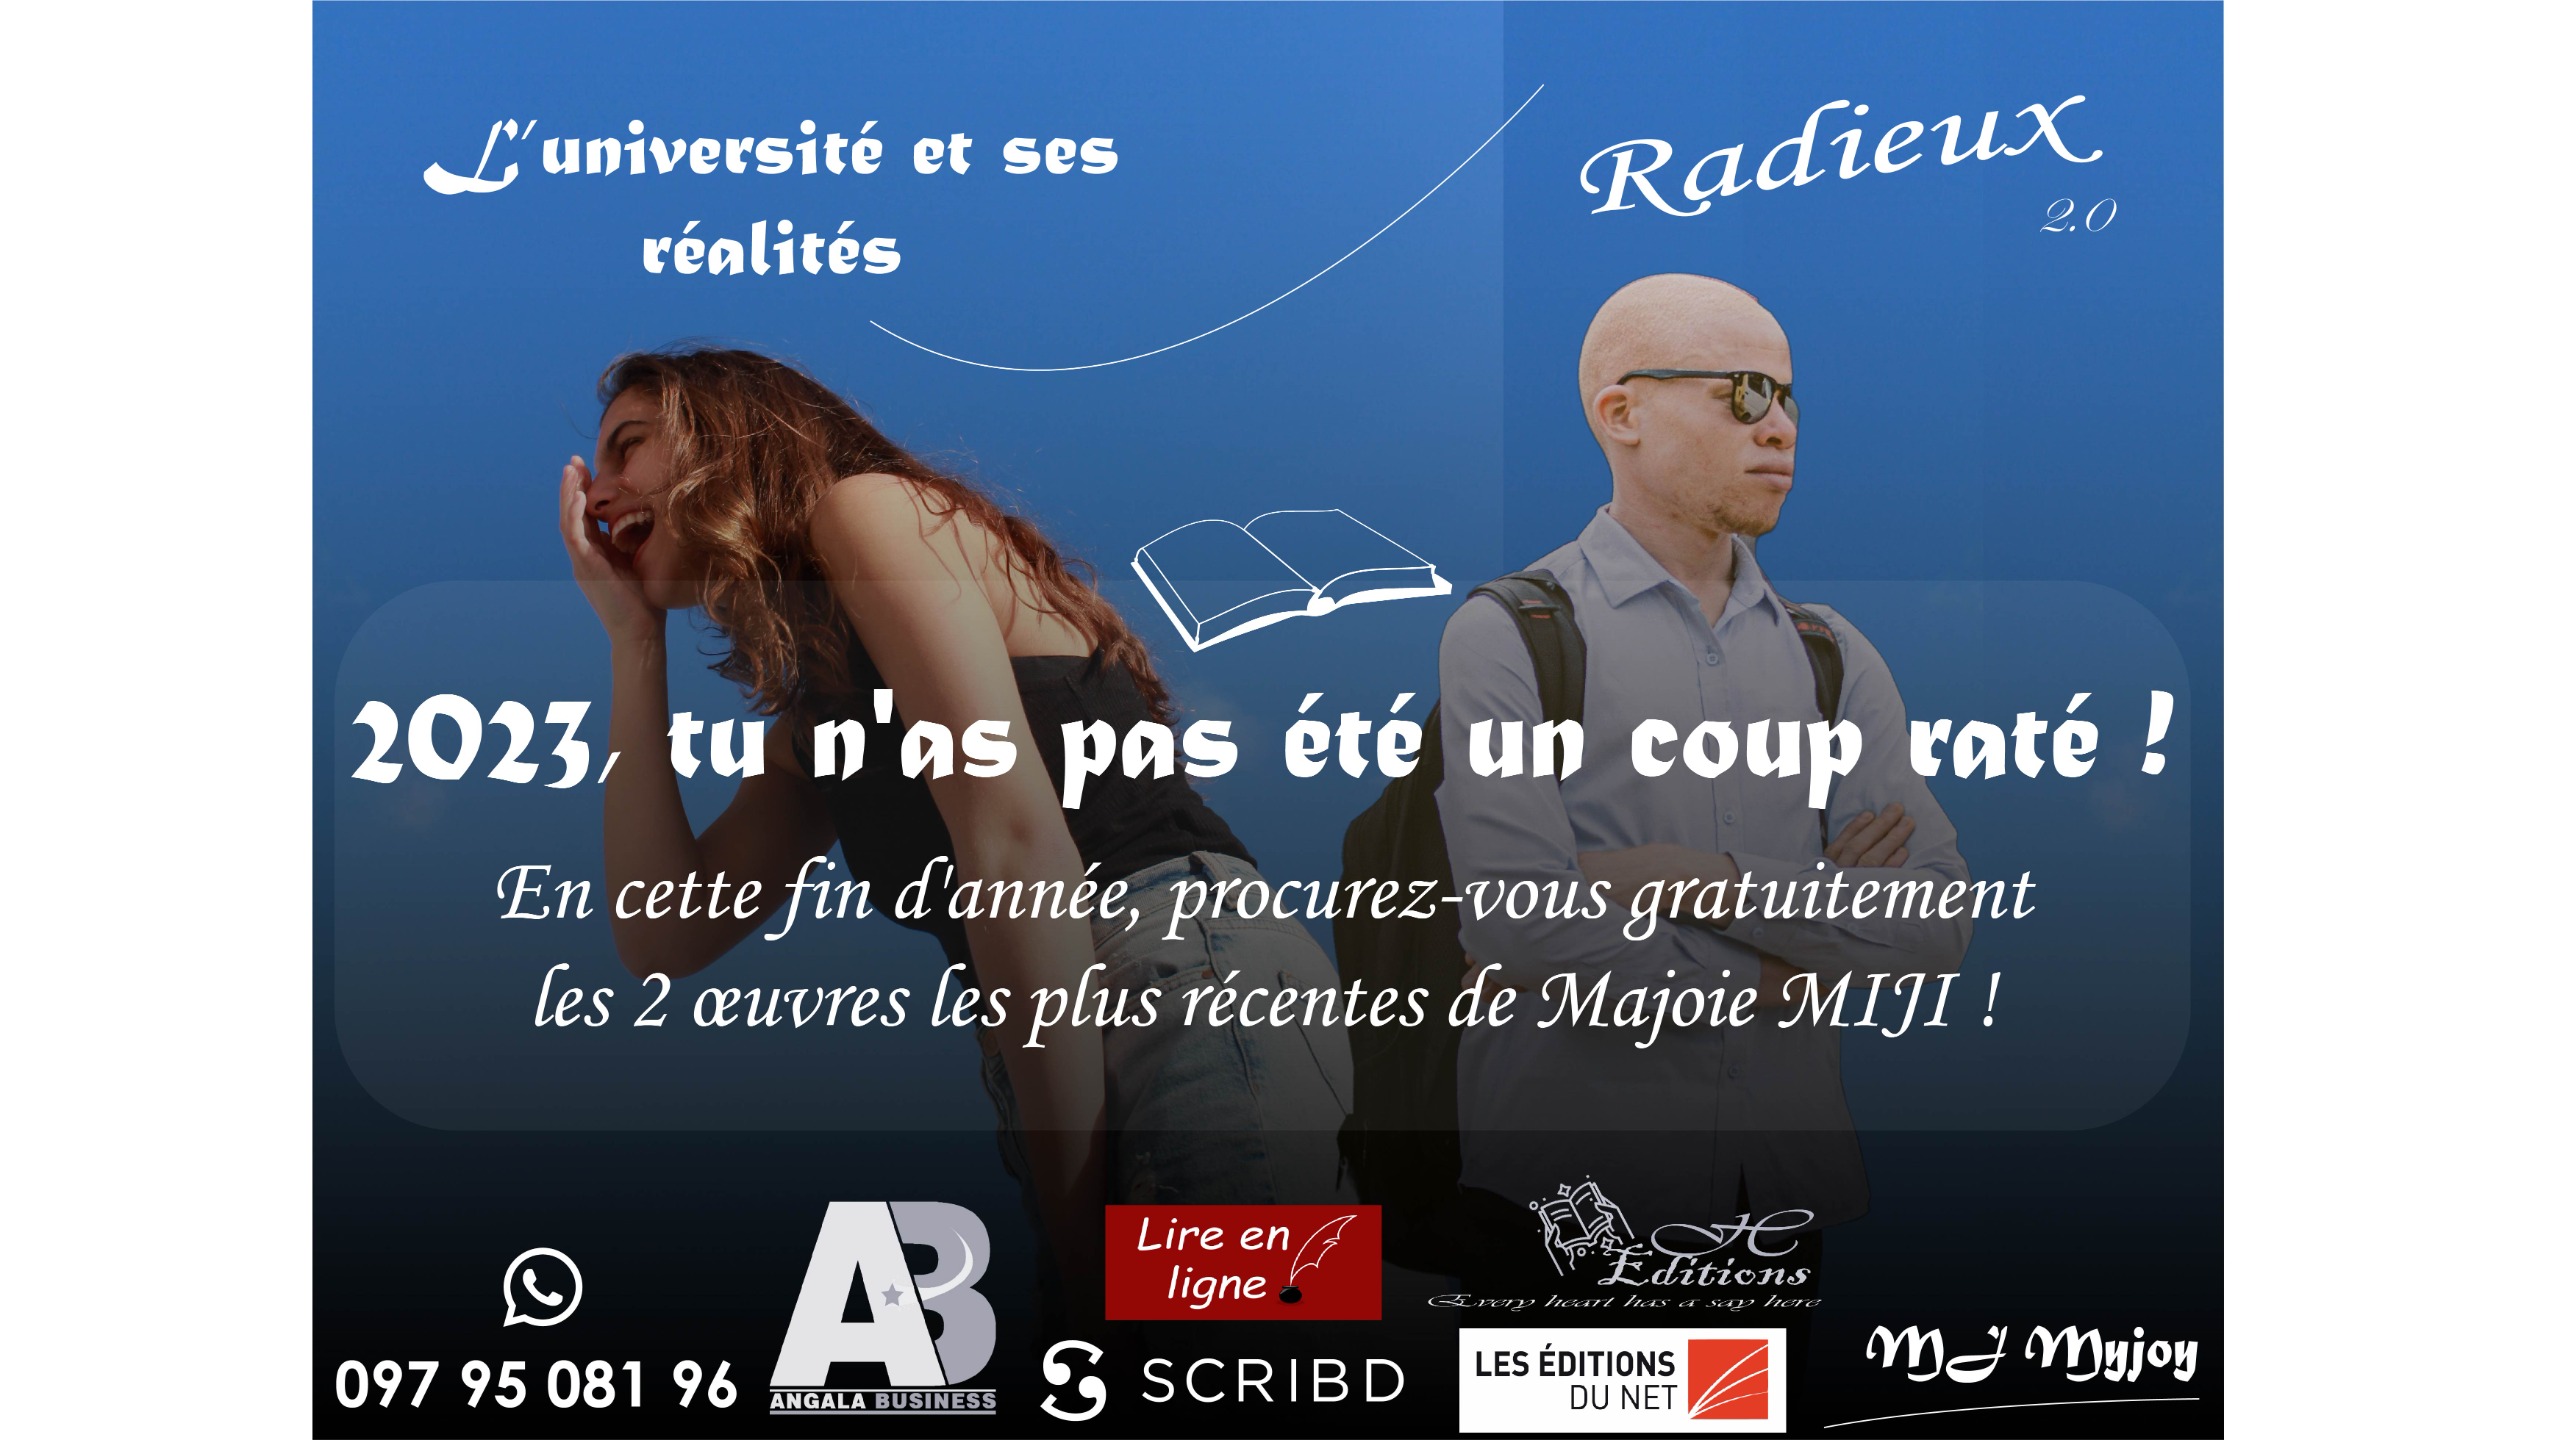 L'université et ses
réalités
Radieux
2.0
2023, tu n'as pas été un coup raté !
En cette fin d'année, procurez-vous gratuitement
les 2 œuvres les plus récentes de Majoie MIJI !
097 95 081 96
AB
ANGALA BUSINESS
Lire en
ligne
SCRIBD
H
Editions
Every heart has a say here
LES ÉDITIONS
DU NET
MJ Myjoy